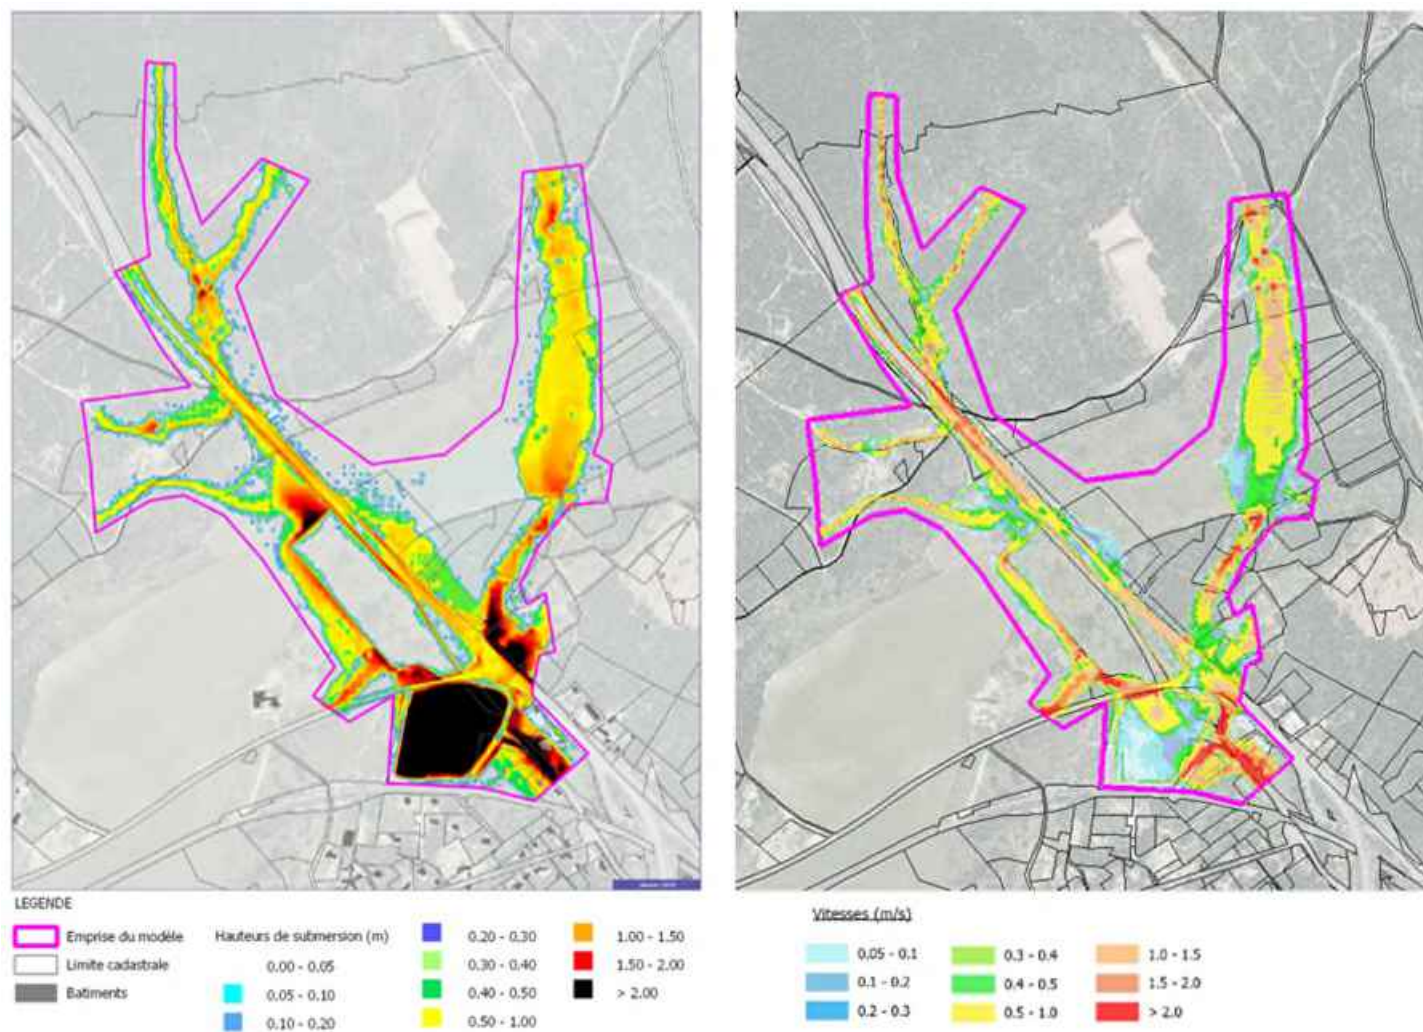 LEGENDE
Emprise du modèle
Limite cadastrale
Batiments
Hauteurs de submersion (m)
0.00 - 0.05
0.05 - 0.10
0.10 - 0.20
0.20 - 0.30
0.30 - 0.40
0.40 - 0.50
0.50 - 1.00
1.00 - 1.50
1.50 - 2.00
> 2.00
Vitesses (m/s)
0,05 - 0.1
0.1 - 0.2
0.2 - 0.3
0.3 - 0.4
0.4 - 0.5
0.5 - 1.0
1.0 - 1.5
1.5 - 2.0
> 2.0